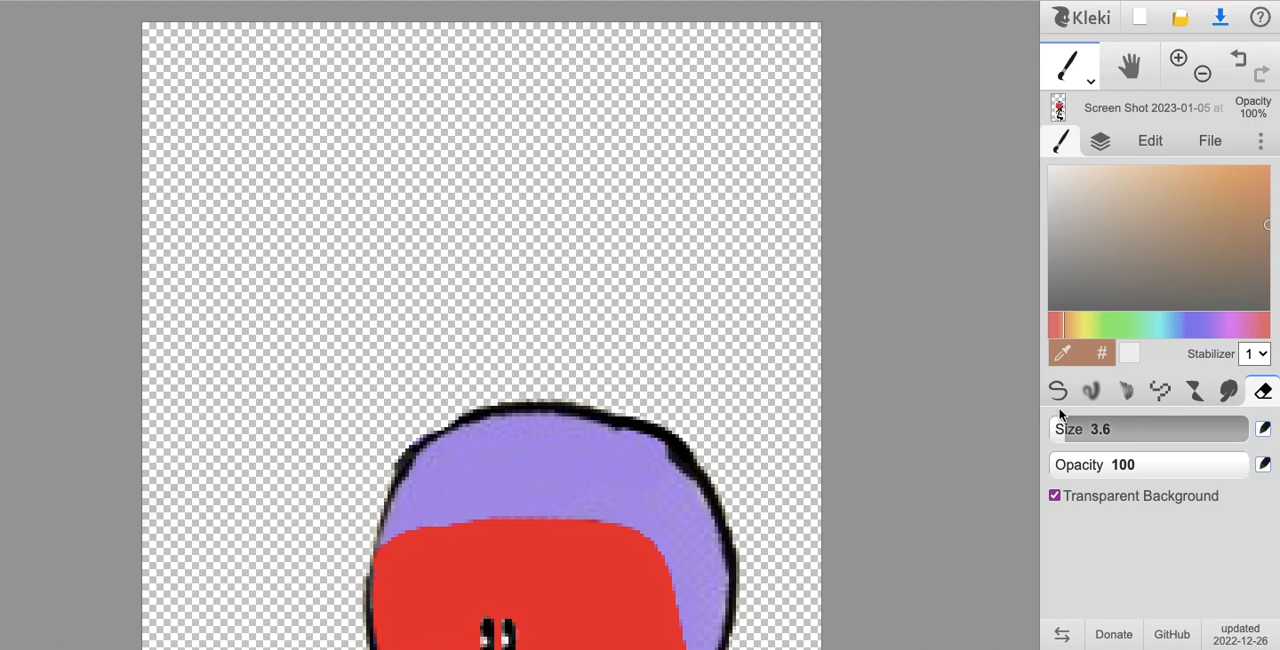 Kleki
Screen Shot 2023-01-05 at
Opacity
100%
Edit
File
#
Stabilizer 1
Size 3.6
Opacity 100
Transparent Background
Donate
GitHub
updated
2022-12-26